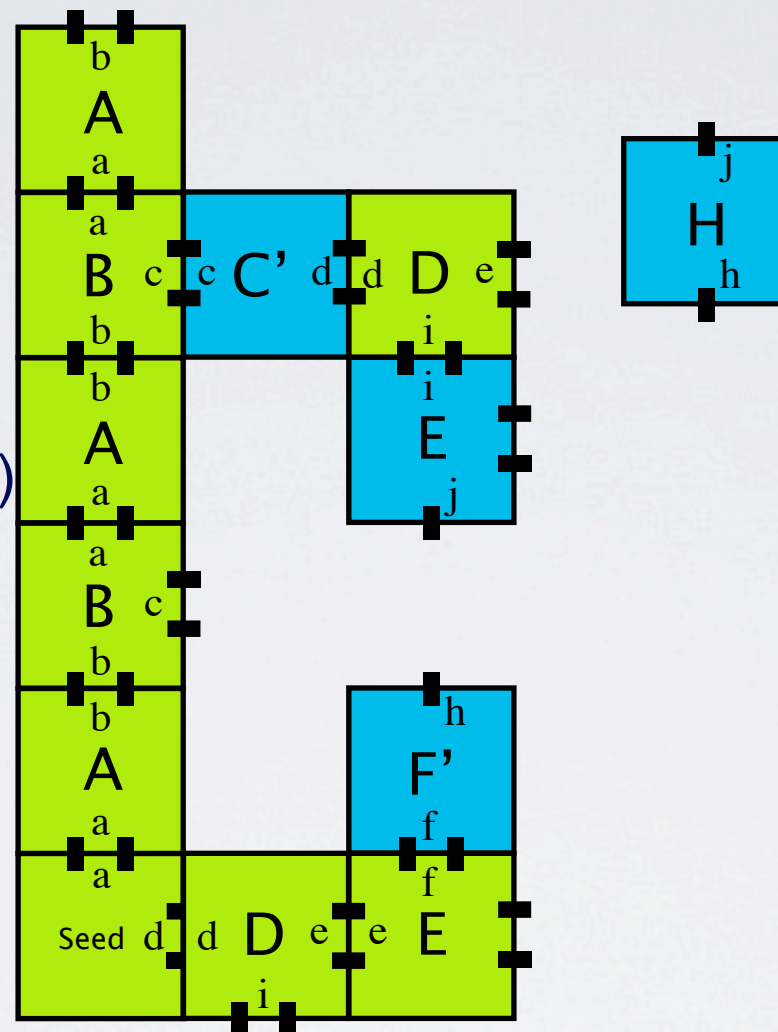 b
A
a
a
B c c C’ d d D e
b i
b i
A E
) a j
a
B c
b
b h
A F’
a f
a f
Seed d d D e e E
i
j
H
h